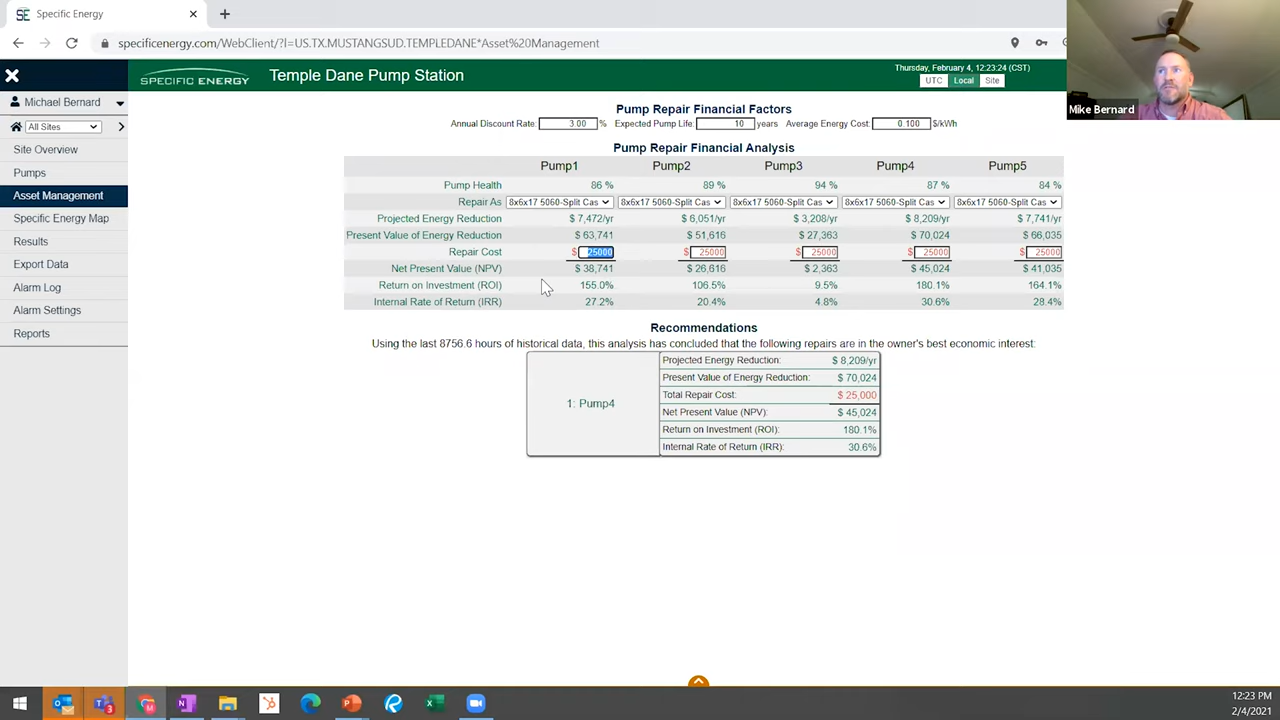 Specific Energy
specificenergy.com/WebClient/?l=US.TX.MUSTANGSUD.TEMPLEDANE*Asset%20Management
Mike Bernard
SPECIFIC ENERGY
Temple Dane Pump Station
Thursday, February 4, 12:23:24 (CST)
UTC Local Site
Michael Bernard
All Sites
Site Overview
Pumps
Asset Management
Specific Energy Map
Results
Export Data
Alarm Log
Alarm Settings
Reports
Pump Repair Financial Factors
Annual Discount Rate: 3.00 % Expected Pump Life: 10 years Average Energy Cost: 0.100 $/kWh
Pump Repair Financial Analysis
Pump1 Pump2 Pump3 Pump4 Pump5
Pump Health 86 % 89 % 94 % 87 % 84 %
Repair As 8x6x17 5060-Split Cas 8x6x17 5060-Split Cas 8x6x17 5060-Split Cas 8x6x17 5060-Split Cas 8x6x17 5060-Split Cas
Projected Energy Reduction $ 7,472/yr $ 6,051/yr $ 3,208/yr $ 8,209/yr $ 7,741/yr
Present Value of Energy Reduction $ 63,741 $ 51,616 $ 27,363 $ 70,024 $ 66,035
Repair Cost $ 25000 $ 25000 $ 25000 $ 25000 $ 25000
Net Present Value (NPV) $ 38,741 $ 26,616 $ 2,363 $ 45,024 $ 41,035
Return on Investment (ROI) 155.0% 106.5% 9.5% 180.1% 164.1%
Internal Rate of Return (IRR) 27.2% 20.4% 4.8% 30.6% 28.4%
Recommendations
Using the last 8756.6 hours of historical data, this analysis has concluded that the following repairs are in the owner's best economic interest:
1: Pump4
Projected Energy Reduction: $ 8,209/yr
Present Value of Energy Reduction: $ 70,024
Total Repair Cost: $ 25,000
Net Present Value (NPV): $ 45,024
Return on Investment (ROI): 180.1%
Internal Rate of Return (IRR): 30.6%
12:23 PM
2/4/2021